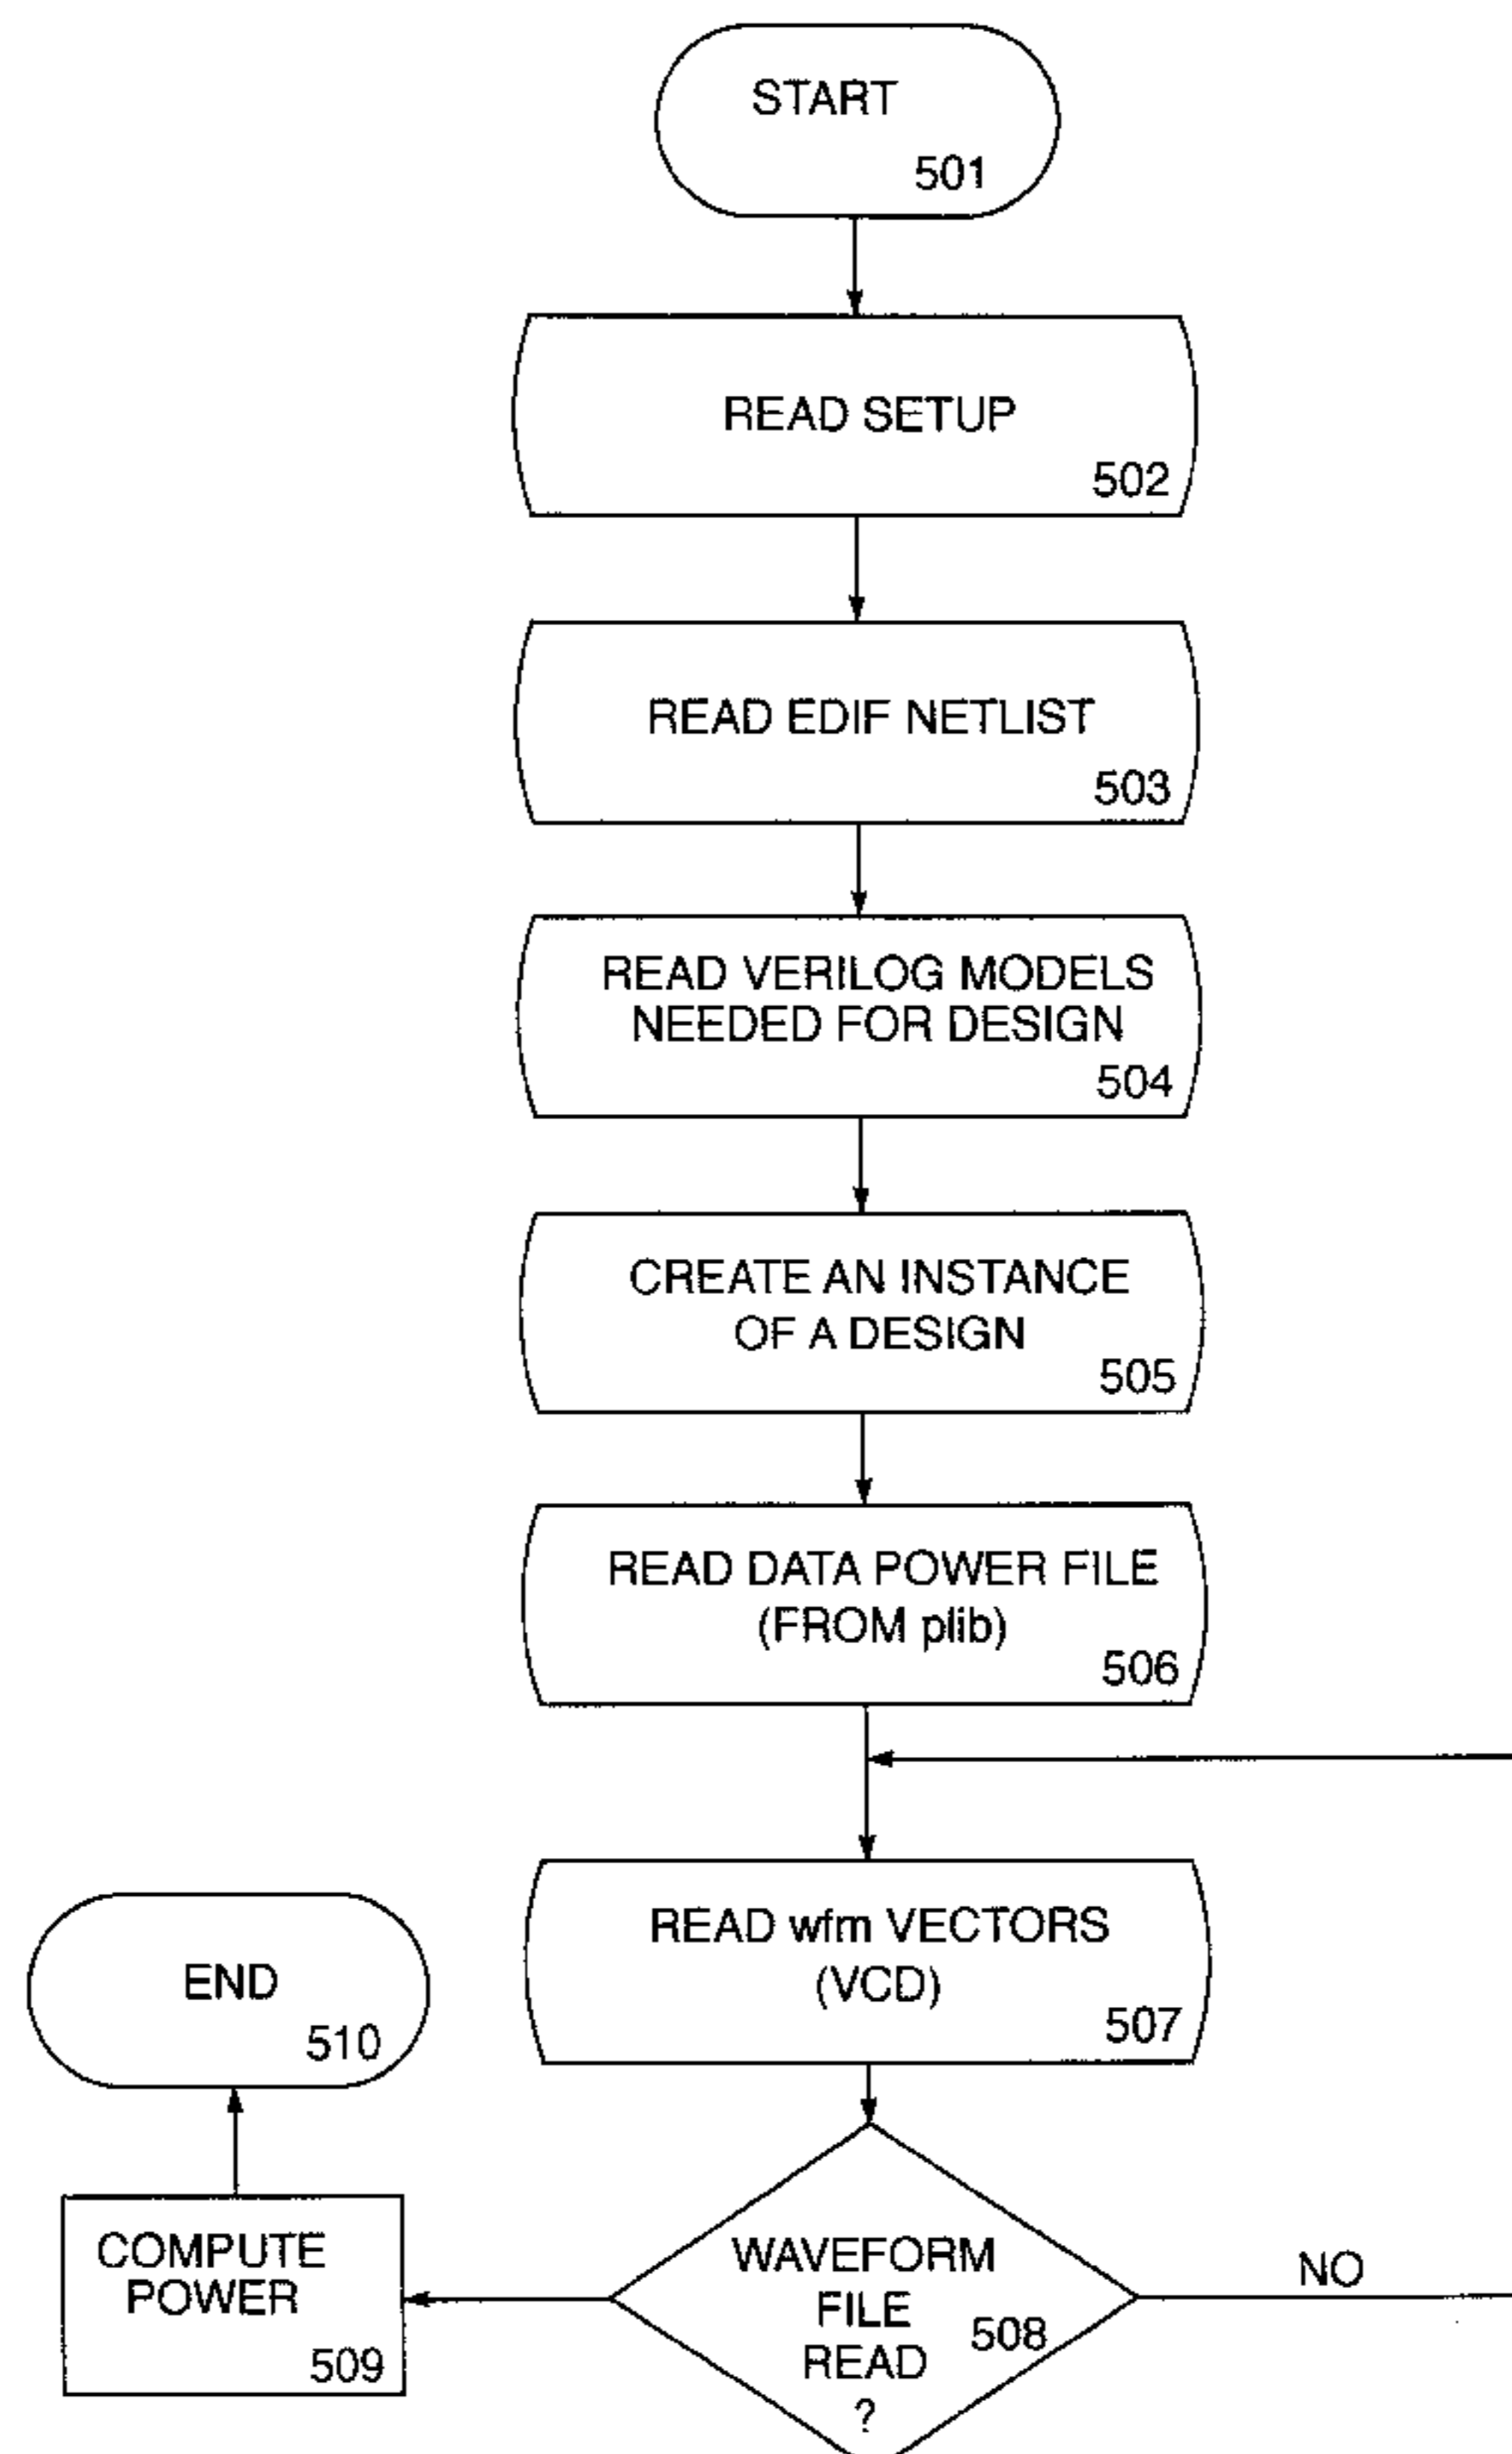 START
501
READ SETUP
502
READ EDIF NETLIST
503
READ VERILOG MODELS
NEEDED FOR DESIGN
504
CREATE AN INSTANCE
OF A DESIGN
505
READ DATA POWER FILE
(FROM plib)
506
READ wfm VECTORS
(VCD)
507
WAVEFORM
FILE
READ
?
508
NO
COMPUTE
POWER
509
END
510